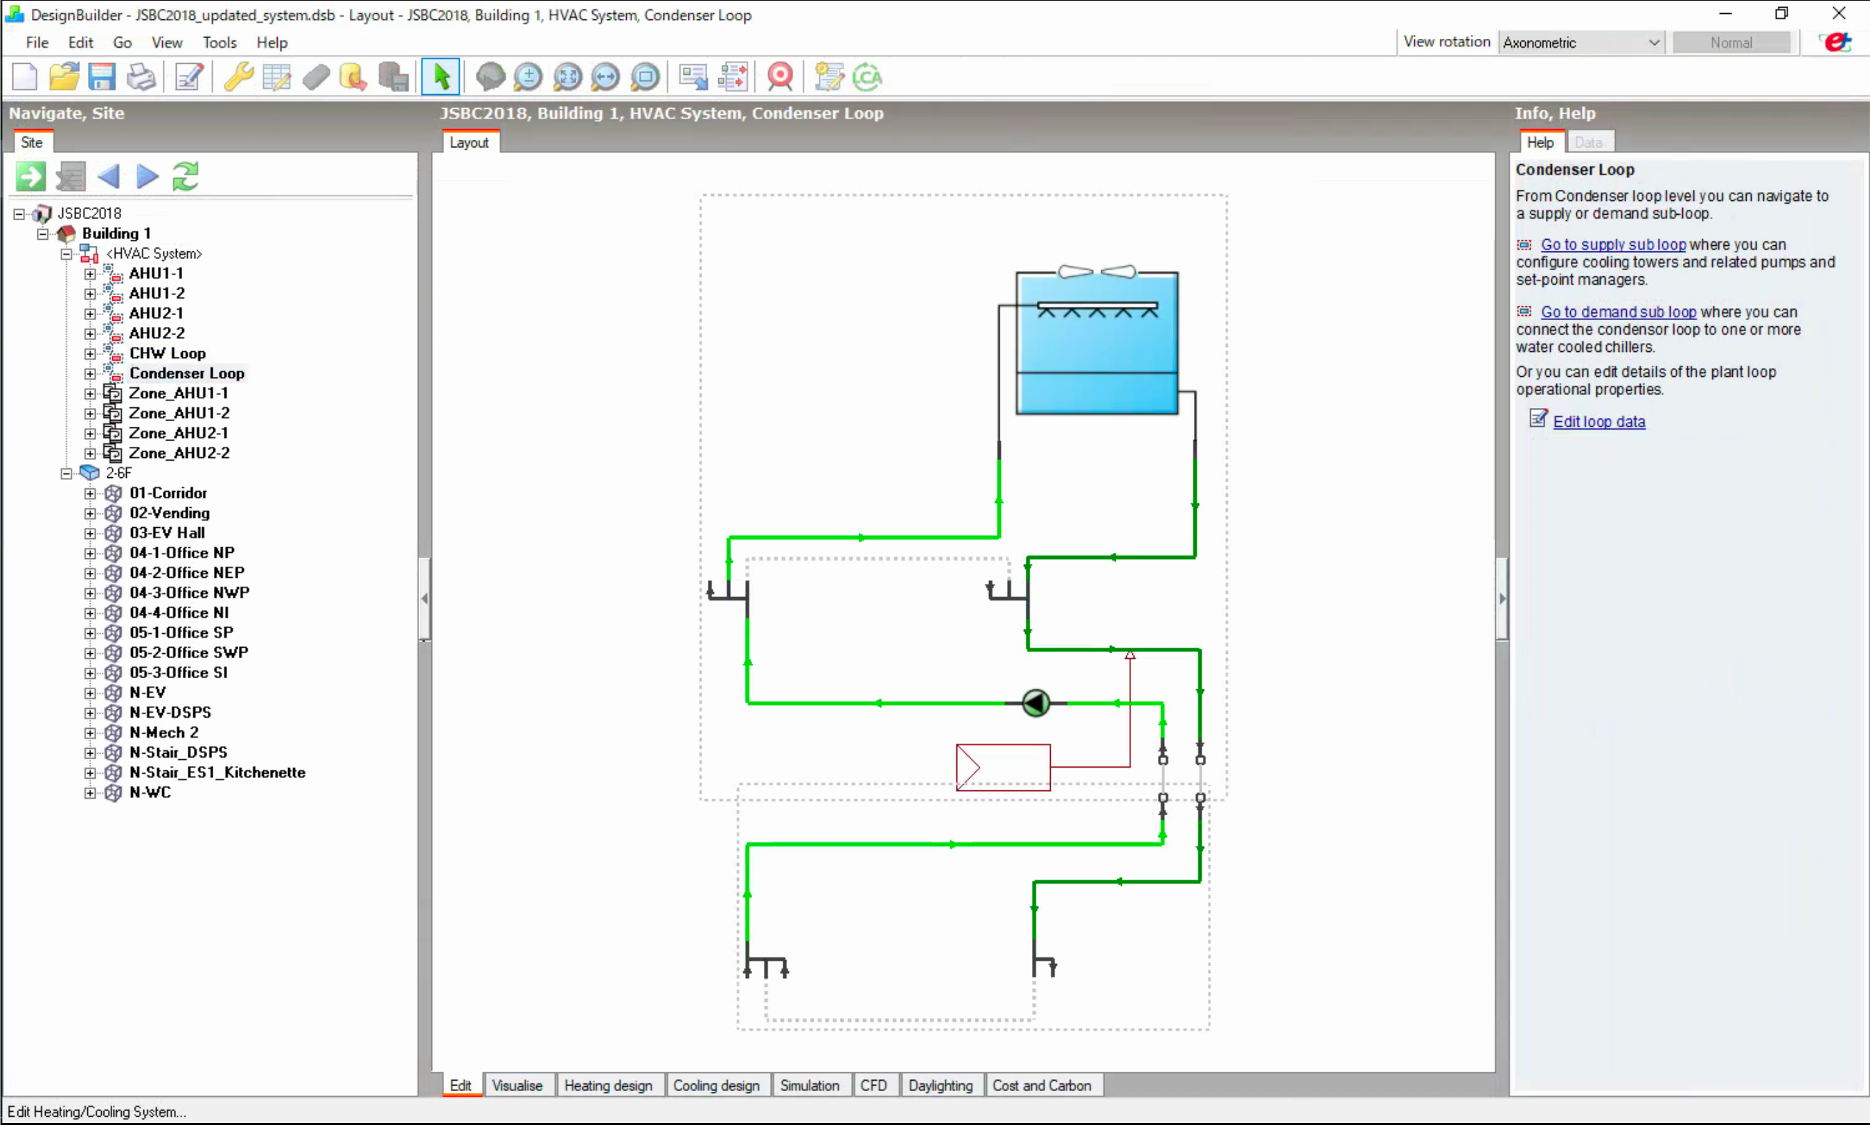 DesignBuilder - JSBC2018_updated_system.dsb - Layout - JSBC2018, Building 1, HVAC System, Condenser Loop
File Edit Go View Tools Help
View rotation Axonometric Normal
Navigate, Site
Site
JSBC2018
Building 1
<HVAC System>
AHU1-1
AHU1-2
AHU2-1
AHU2-2
CHW Loop
Condenser Loop
Zone_AHU1-1
Zone_AHU1-2
Zone_AHU2-1
Zone_AHU2-2
2-6F
01-Corridor
02-Vending
03-EV Hall
04-1-Office NP
04-2-Office NEP
04-3-Office NWP
04-4-Office NI
05-1-Office SP
05-2-Office SWP
05-3-Office SI
N-EV
N-EV-DSPS
N-Mech 2
N-Stair_DSPS
N-Stair_ES1_Kitchenette
N-WC
JSBC2018, Building 1, HVAC System, Condenser Loop
Layout
Edit Visualise Heating design Cooling design Simulation CFD Daylighting Cost and Carbon
Info, Help
Help Data
Condenser Loop
From Condenser loop level you can navigate to
a supply or demand sub-loop.
Go to supply sub loop where you can
configure cooling towers and related pumps and
set-point managers.
Go to demand sub loop where you can
connect the condensor loop to one or more
water cooled chillers.
Or you can edit details of the plant loop
operational properties.
Edit loop data
Edit Heating/Cooling System...